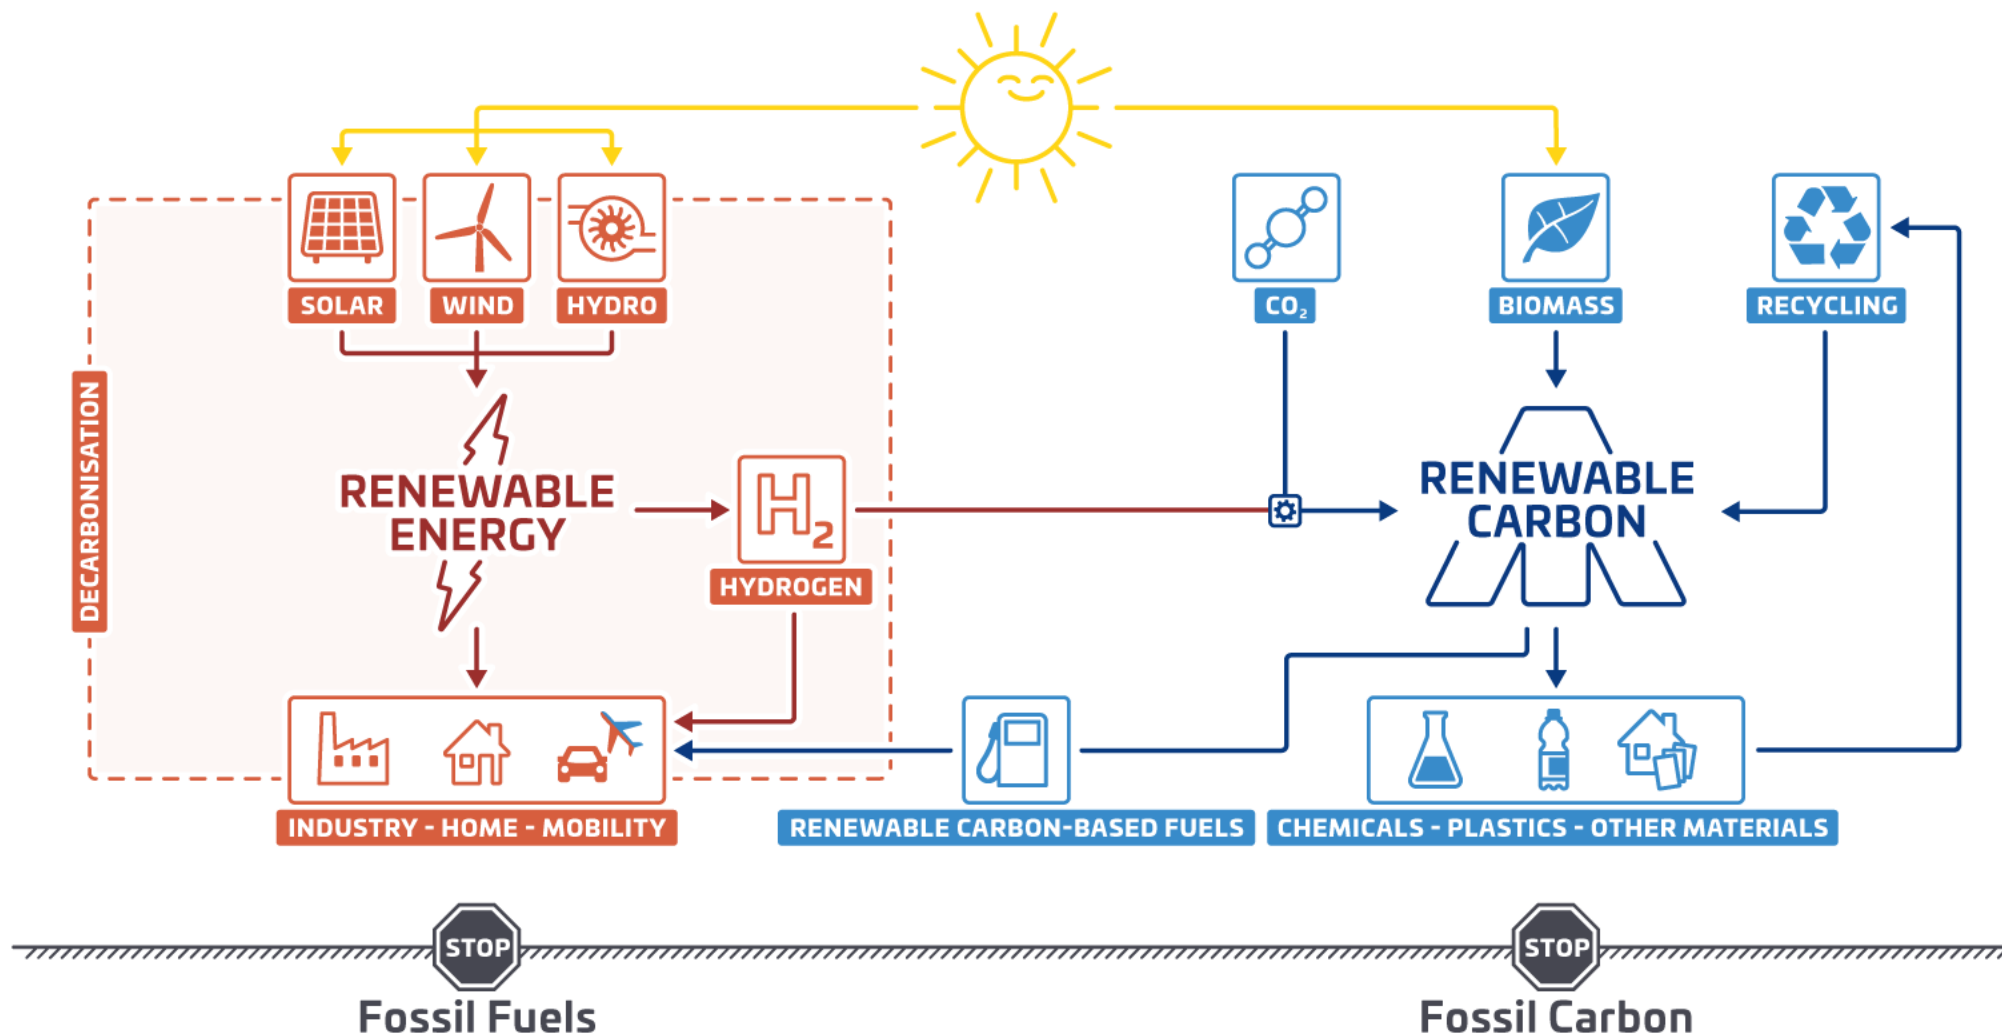 SOLAR
WIND
HYDRO
CO₂
BIOMASS
RECYCLING
DECARBONISATION
RENEWABLE
ENERGY
H₂
HYDROGEN
RENEWABLE
CARBON
INDUSTRY - HOME - MOBILITY
RENEWABLE CARBON-BASED FUELS
CHEMICALS - PLASTICS - OTHER MATERIALS
STOP
Fossil Fuels
STOP
Fossil Carbon